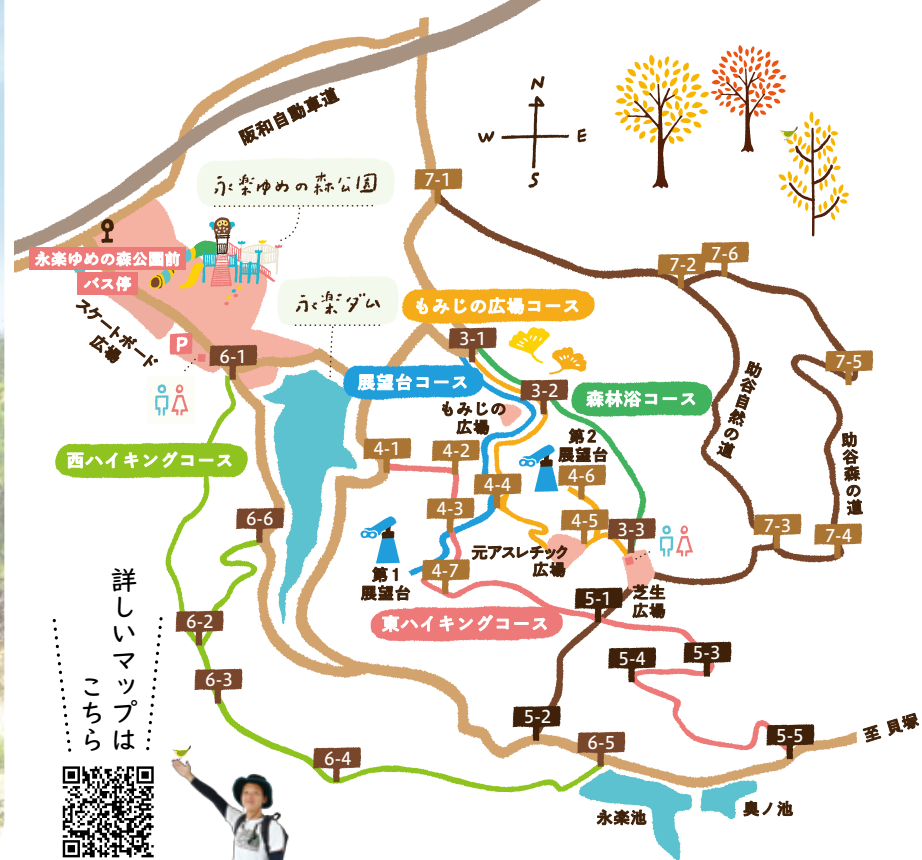 阪和自動車道
N
W E
S
永楽ゆめの森公園
7-1
永楽ゆめの森公園前
バス停
7-2
7-6
スケートボード
広場
P
6-1
永楽ダム
もみじの広場コース
3-1
展望台コース
3-2
森林浴コース
7-5
もみじの
広場
助谷自然の道
助谷森の道
西ハイキングコース
4-1
4-2
第2
展望台
4-6
4-4
4-3
6-6
4-5
3-3
7-3
7-4
元アスレチック
広場
第1
展望台
4-7
5-1
芝生
広場
東ハイキングコース
6-2
5-4
5-3
6-3
5-2
6-5
5-5
至 貝塚
6-4
永楽池
奥ノ池
詳しいマップは
こちら